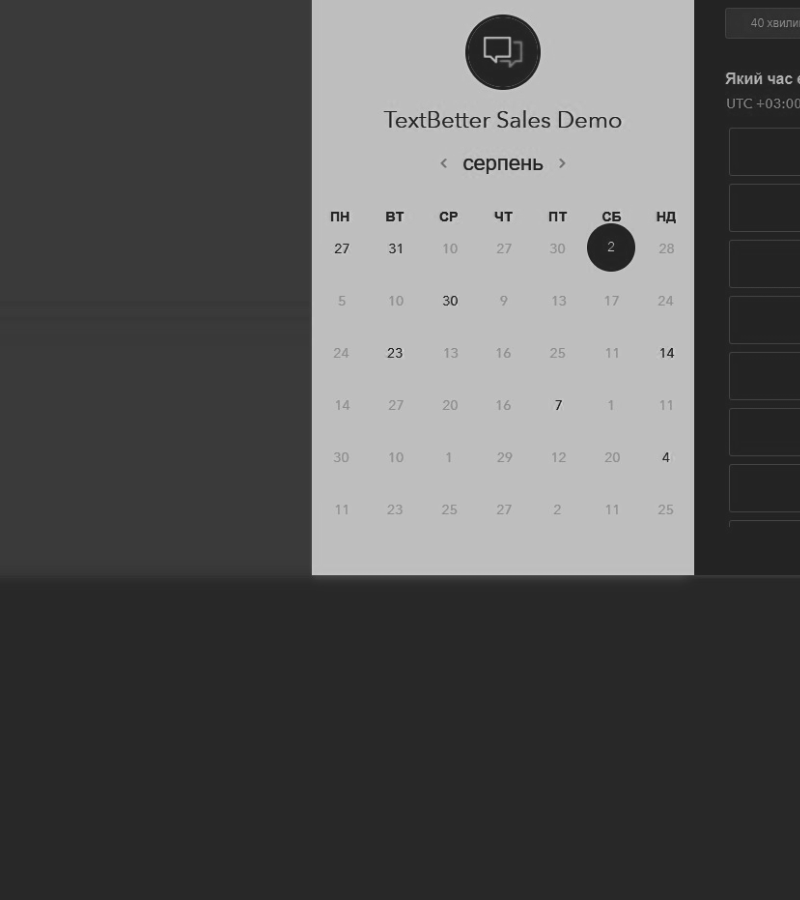 TextBetter Sales Demo
< серпень >
ПН ВТ СР ЧТ ПТ СБ НД
27 31 10 27 30 2 28
5 10 30 9 13 17 24
24 23 13 16 25 11 14
14 27 20 16 7 1 11
30 10 1 29 12 20 4
11 23 25 27 2 11 25
40
Який час
UTC +03:00